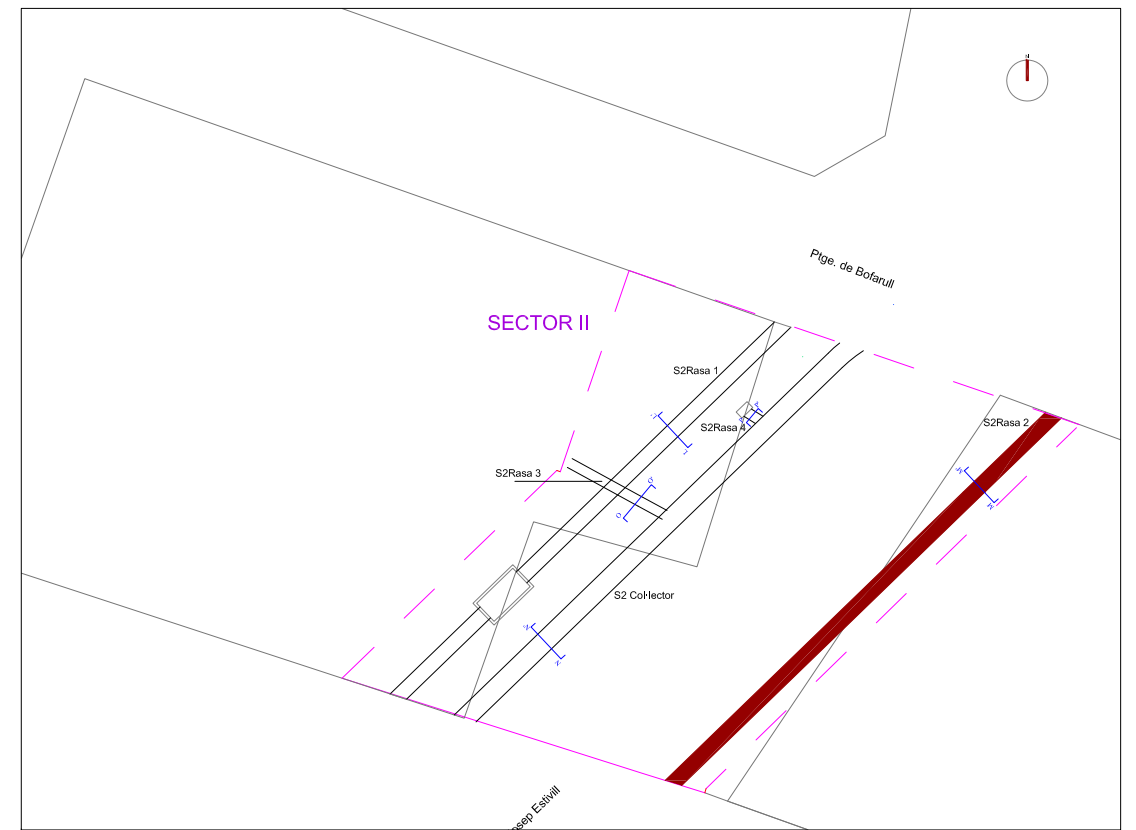 Ptge. de Bofarull
SECTOR II
S2Rasa 1
S2Rasa 2
S2Rasa 4
S2Rasa 3
O'
O
S2 Col·lector
osep Estivill